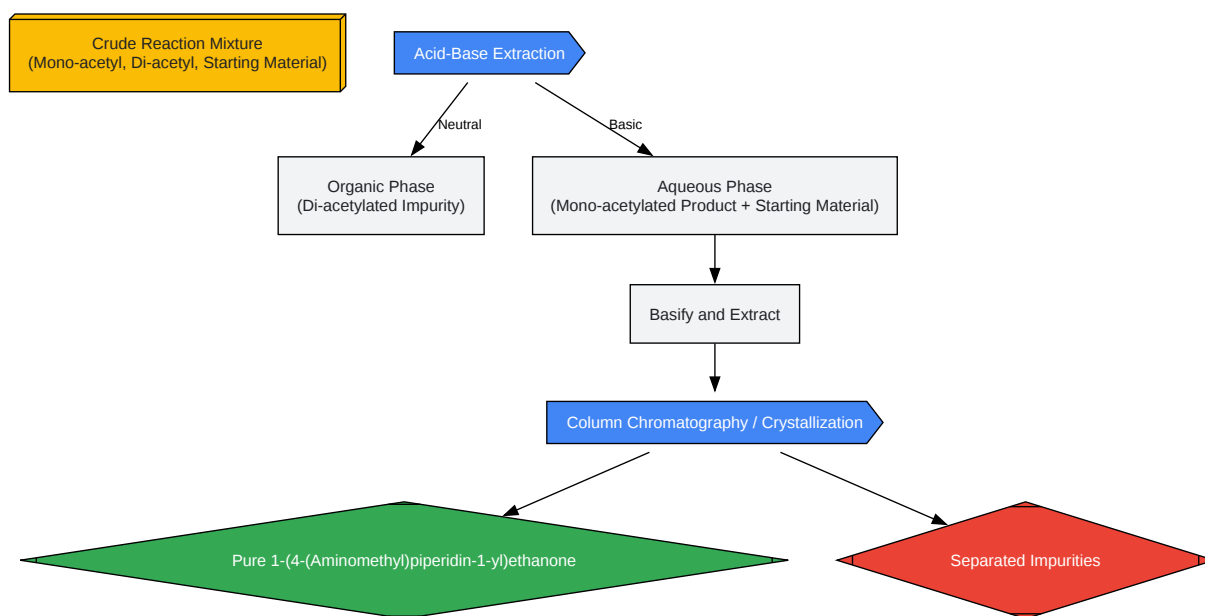 Crude Reaction Mixture
(Mono-acetyl, Di-acetyl, Starting Material)
Acid-Base Extraction
Neutral
Basic
Organic Phase
(Di-acetylated Impurity)
Aqueous Phase
(Mono-acetylated Product + Starting Material)
Basify and Extract
Column Chromatography / Crystallization
Pure 1-(4-(Aminomethyl)piperidin-1-yl)ethanone
Separated Impurities